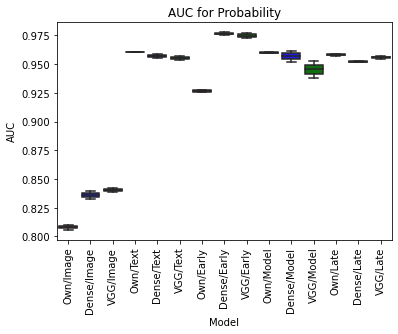 AUC for Probability
AUC
0.975
0.950
0.925
0.900
0.875
0.850
0.825
0.800
Own/Image
Dense/Image
VGG/Image
Own/Text
Dense/Text
VGG/Text
Own/Early
Dense/Early
VGG/Early
Own/Model
Dense/Model
VGG/Model
Own/Late
Dense/Late
VGG/Late
Model